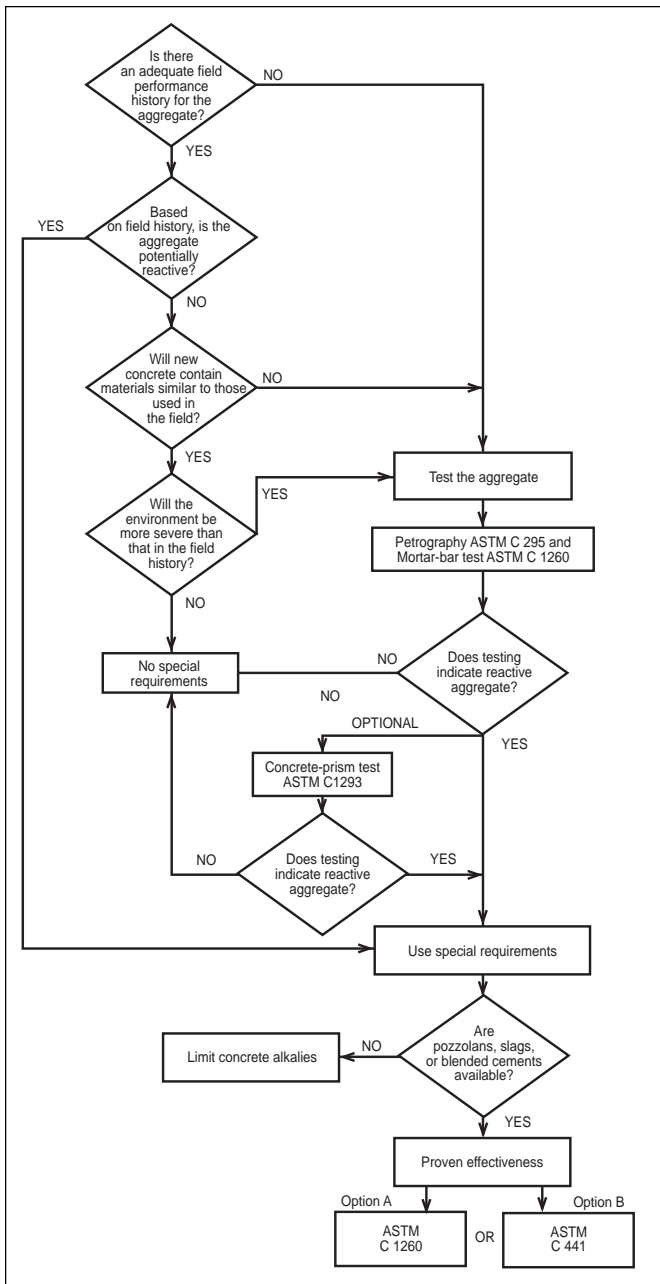 Is there
an adequate field
performance
history for the
aggregate?
NO
YES
Based
on field history, is the
aggregate
potentially
reactive?
YES
NO
Will new
concrete contain
materials similar to those
used in
the field?
NO
YES
Will the
environment be
more severe than
that in the field
history?
YES
NO
Test the aggregate
Petrography ASTM C 295 and
Mortar-bar test ASTM C 1260
Does testing
indicate reactive
aggregate?
NO
No special
requirements
NO
OPTIONAL
YES
Concrete-prism test
ASTM C1293
Does testing
indicate reactive
aggregate?
NO
YES
Use special requirements
Are
pozzolans, slags,
or blended cements
available?
NO
Limit concrete alkalies
YES
Proven effectiveness
Option A
Option B
ASTM
C 1260
OR
ASTM
C 441